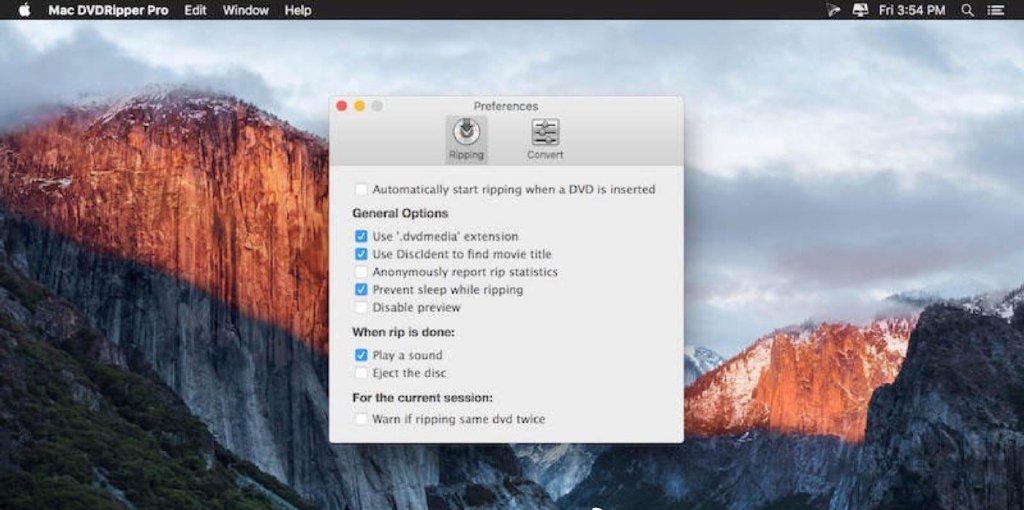 Mac DVDRipper Pro Edit Window Help Fri 3:54 PM
Preferences
Ripping Convert
Automatically start ripping when a DVD is inserted
General Options
Use '.dvdmedia' extension
Use DiscIdent to find movie title
Anonymously report rip statistics
Prevent sleep while ripping
Disable preview
When rip is done:
Play a sound
Eject the disc
For the current session:
Warn if ripping same dvd twice